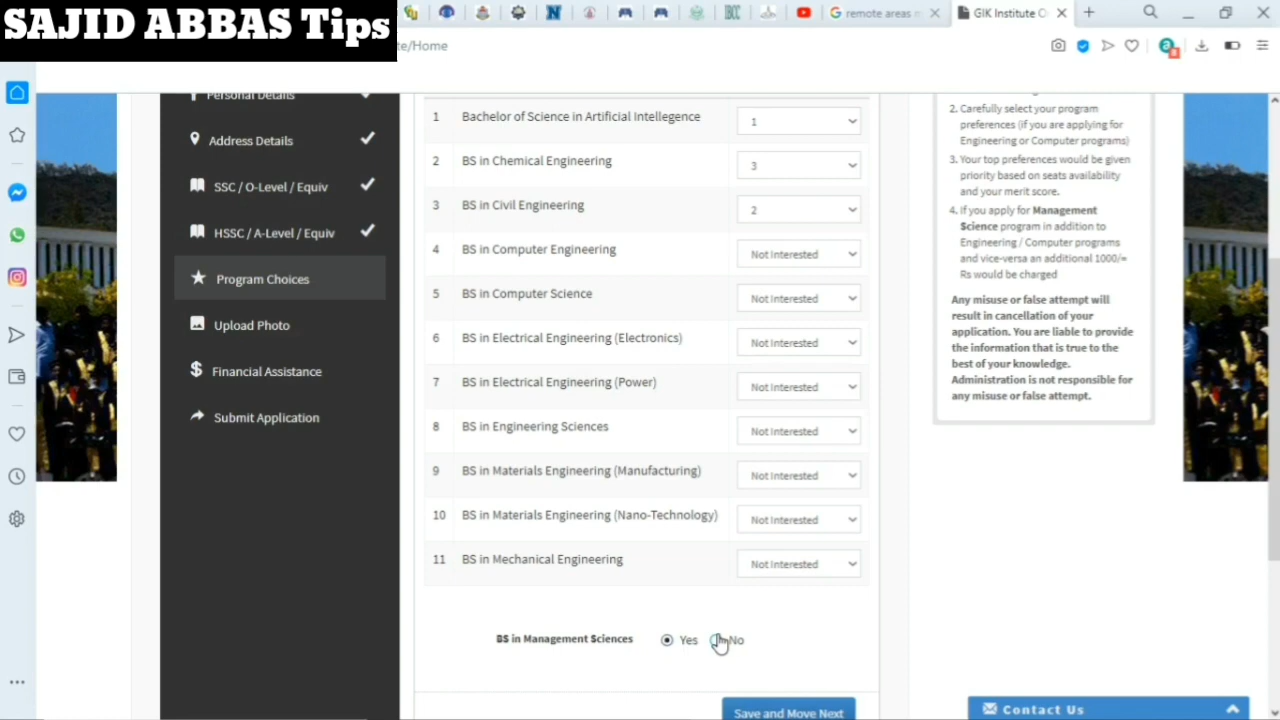 SAJID ABBAS Tips
remote areas m
GIK Institute O
te/Home
Personal Details
Address Details
SSC / O-Level / Equiv
HSSC / A-Level / Equiv
Program Choices
Upload Photo
Financial Assistance
Submit Application
1 Bachelor of Science in Artificial Intellegence 1
2 BS in Chemical Engineering 3
3 BS in Civil Engineering 2
4 BS in Computer Engineering Not Interested
5 BS in Computer Science Not Interested
6 BS in Electrical Engineering (Electronics) Not Interested
7 BS in Electrical Engineering (Power) Not Interested
8 BS in Engineering Sciences Not Interested
9 BS in Materials Engineering (Manufacturing) Not Interested
10 BS in Materials Engineering (Nano-Technology) Not Interested
11 BS in Mechanical Engineering Not Interested
BS in Management Sciences Yes No
Save and Move Next
2. Carefully select your program
preferences (if you are applying for
Engineering or Computer programs)
3. Your top preferences would be given
priority based on seats availability
and your merit score.
4. If you apply for Management
Science program in addition to
Engineering / Computer programs
and vice-versa an additional 1000/=
Rs would be charged
Any misuse or false attempt will
result in cancellation of your
application. You are liable to provide
the information that is true to the
best of your knowledge.
Administration is not responsible for
any misuse or false attempt.
Contact Us